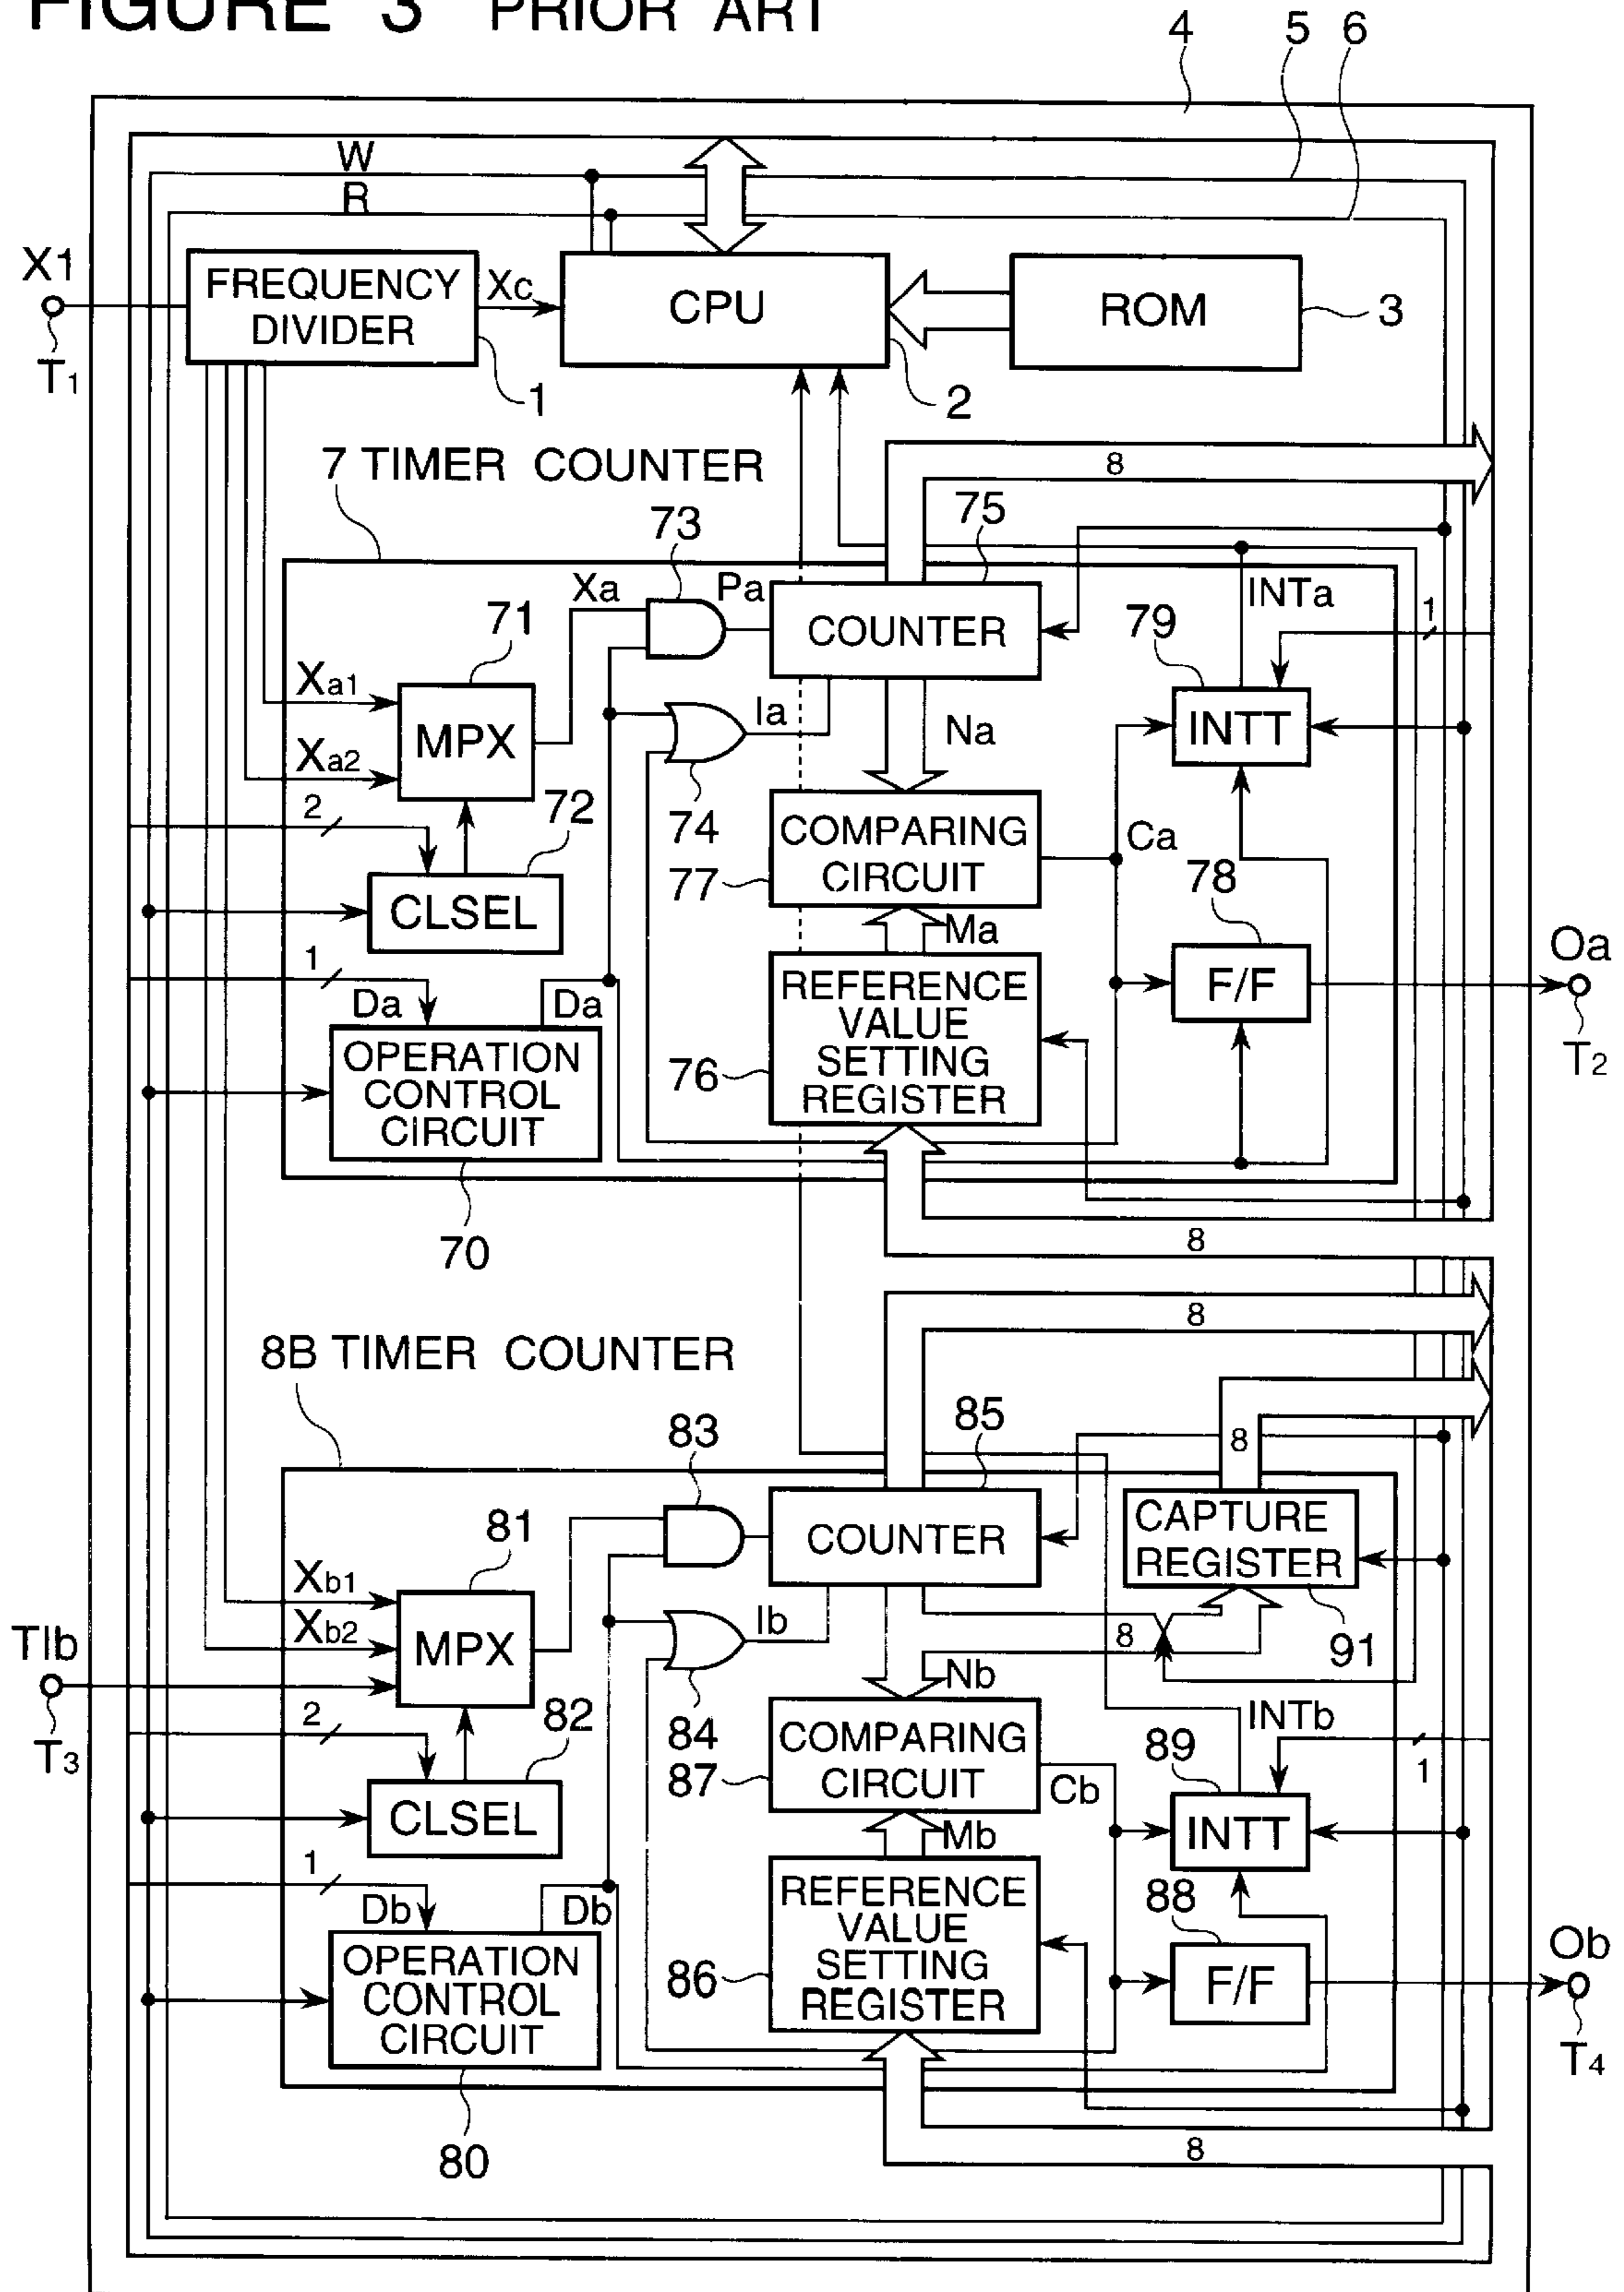 FIGURE 3 PRIOR ART
4
5
6
W
R
X1
T1
FREQUENCY
DIVIDER
1
Xc
CPU
2
ROM
3
7 TIMER COUNTER
8
73
75
Xa
Pa
COUNTER
INTa
1
71
79
Xa1
MPX
Ia
Na
INTT
Xa2
2
72
74
COMPARING
CIRCUIT
77
Ca
78
CLSEL
Ma
1
Da
Da
REFERENCE
VALUE
SETTING
REGISTER
76
F/F
Oa
T2
OPERATION
CONTROL
CIRCUIT
70
8
8
8B TIMER COUNTER
83
85
8
81
COUNTER
CAPTURE
REGISTER
Xb1
Xb2
MPX
Ib
8
91
TIb
T3
Nb
2
82
84
COMPARING
CIRCUIT
87
INTb
89
1
Cb
CLSEL
Mb
INTT
1
Db
Db
REFERENCE
VALUE
SETTING
REGISTER
86
88
F/F
Ob
T4
OPERATION
CONTROL
CIRCUIT
80
8